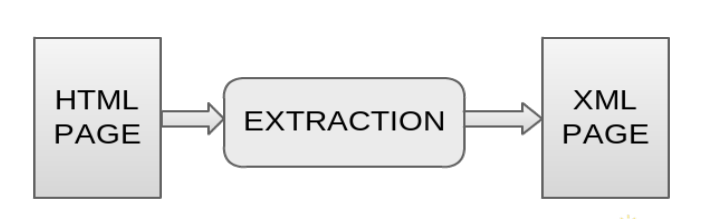 HTML
PAGE
EXTRACTION
XML
PAGE